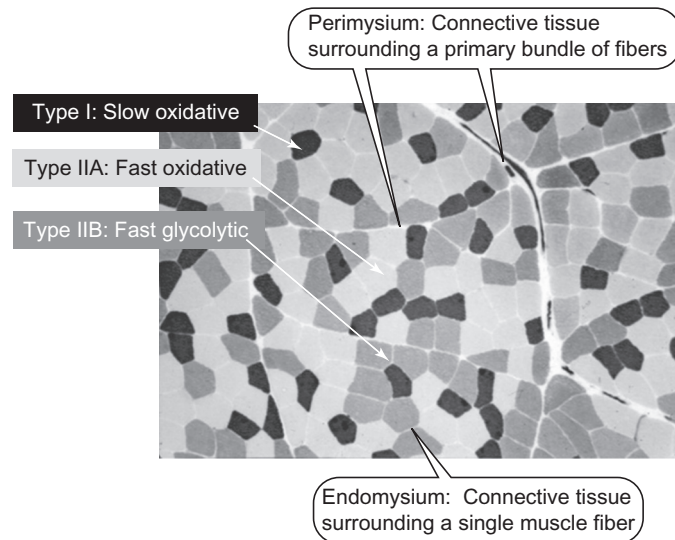 Perimysium: Connective tissue
surrounding a primary bundle of fibers
Type I: Slow oxidative
Type IIA: Fast oxidative
Type IIB: Fast glycolytic
Endomysium: Connective tissue
surrounding a single muscle fiber